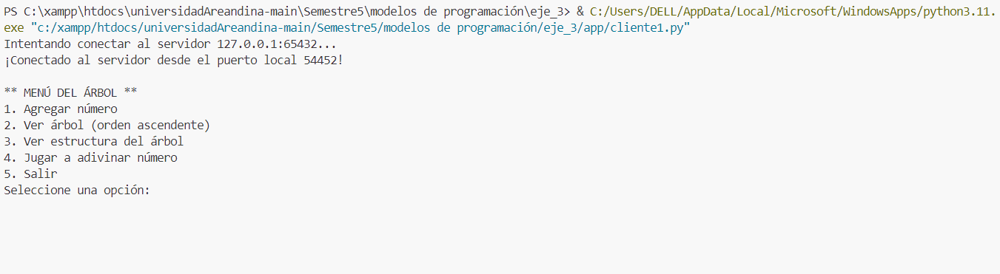 PS C:\xampp\htdocs\universidadAreandina-main\Semestre5\modelos de programación\eje_3> & C:/Users/DELL/AppData/Local/Microsoft/WindowsApps/python3.11.
exe "c:/xampp/htdocs/universidadAreandina-main/Semestre5/modelos de programación/eje_3/app/cliente1.py"
Intentando conectar al servidor 127.0.0.1:65432...
¡Conectado al servidor desde el puerto local 54452!
** MENÚ DEL ÁRBOL **
1. Agregar número
2. Ver árbol (orden ascendente)
3. Ver estructura del árbol
4. Jugar a adivinar número
5. Salir
Seleccione una opción: